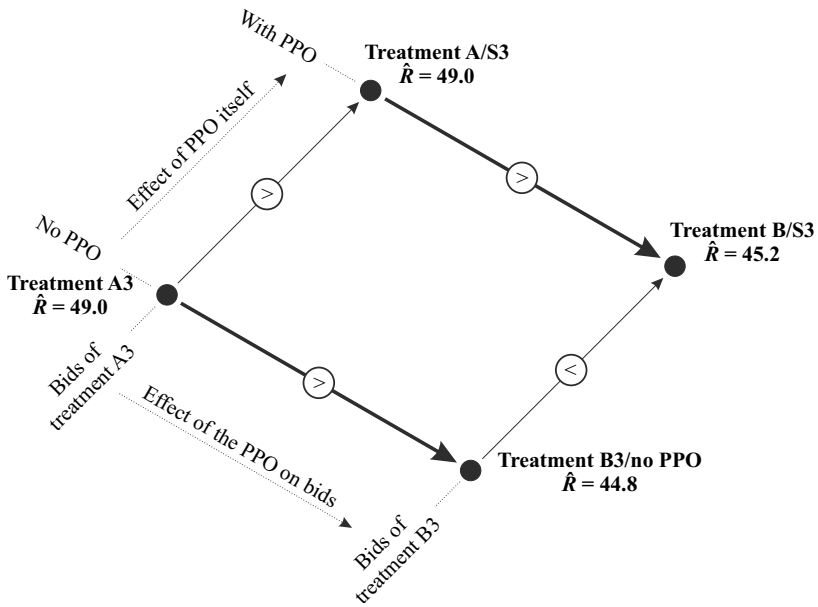 With PPO
Treatment A/S3
R̂ = 49.0
Effect of PPO itself
>
>
No PPO
Treatment B/S3
R̂ = 45.2
Treatment A3
R̂ = 49.0
Bids of
treatment A3
>
<
Effect of the PPO on bids
Treatment B3/no PPO
R̂ = 44.8
Bids of
treatment B3